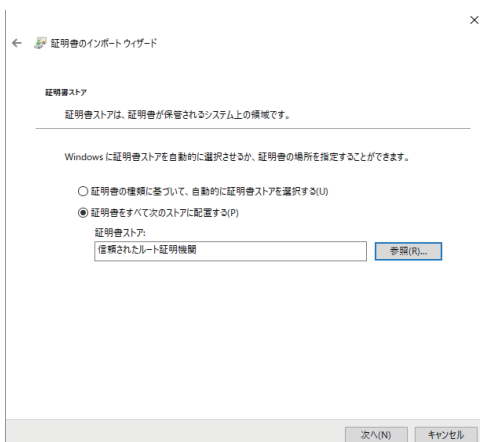 証明書のインポート ウィザード
証明書ストア
証明書ストアは、証明書が保管されるシステム上の領域です。
Windows に証明書ストアを自動的に選択させるか、証明書の場所を指定することができます。
証明書の種類に基づいて、自動的に証明書ストアを選択する(U)
証明書をすべて次のストアに配置する(P)
証明書ストア:
信頼されたルート証明機関
参照(R)...
次へ(N) キャンセル